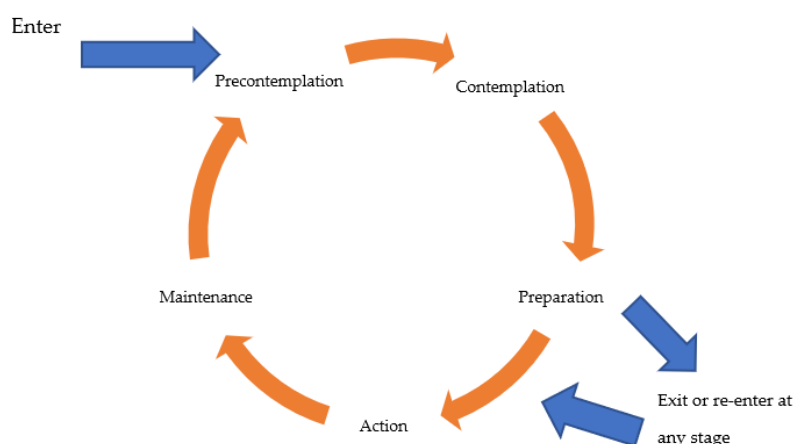 Enter
Precontemplation
Contemplation
Maintenance
Preparation
Exit or re-enter at
any stage
Action